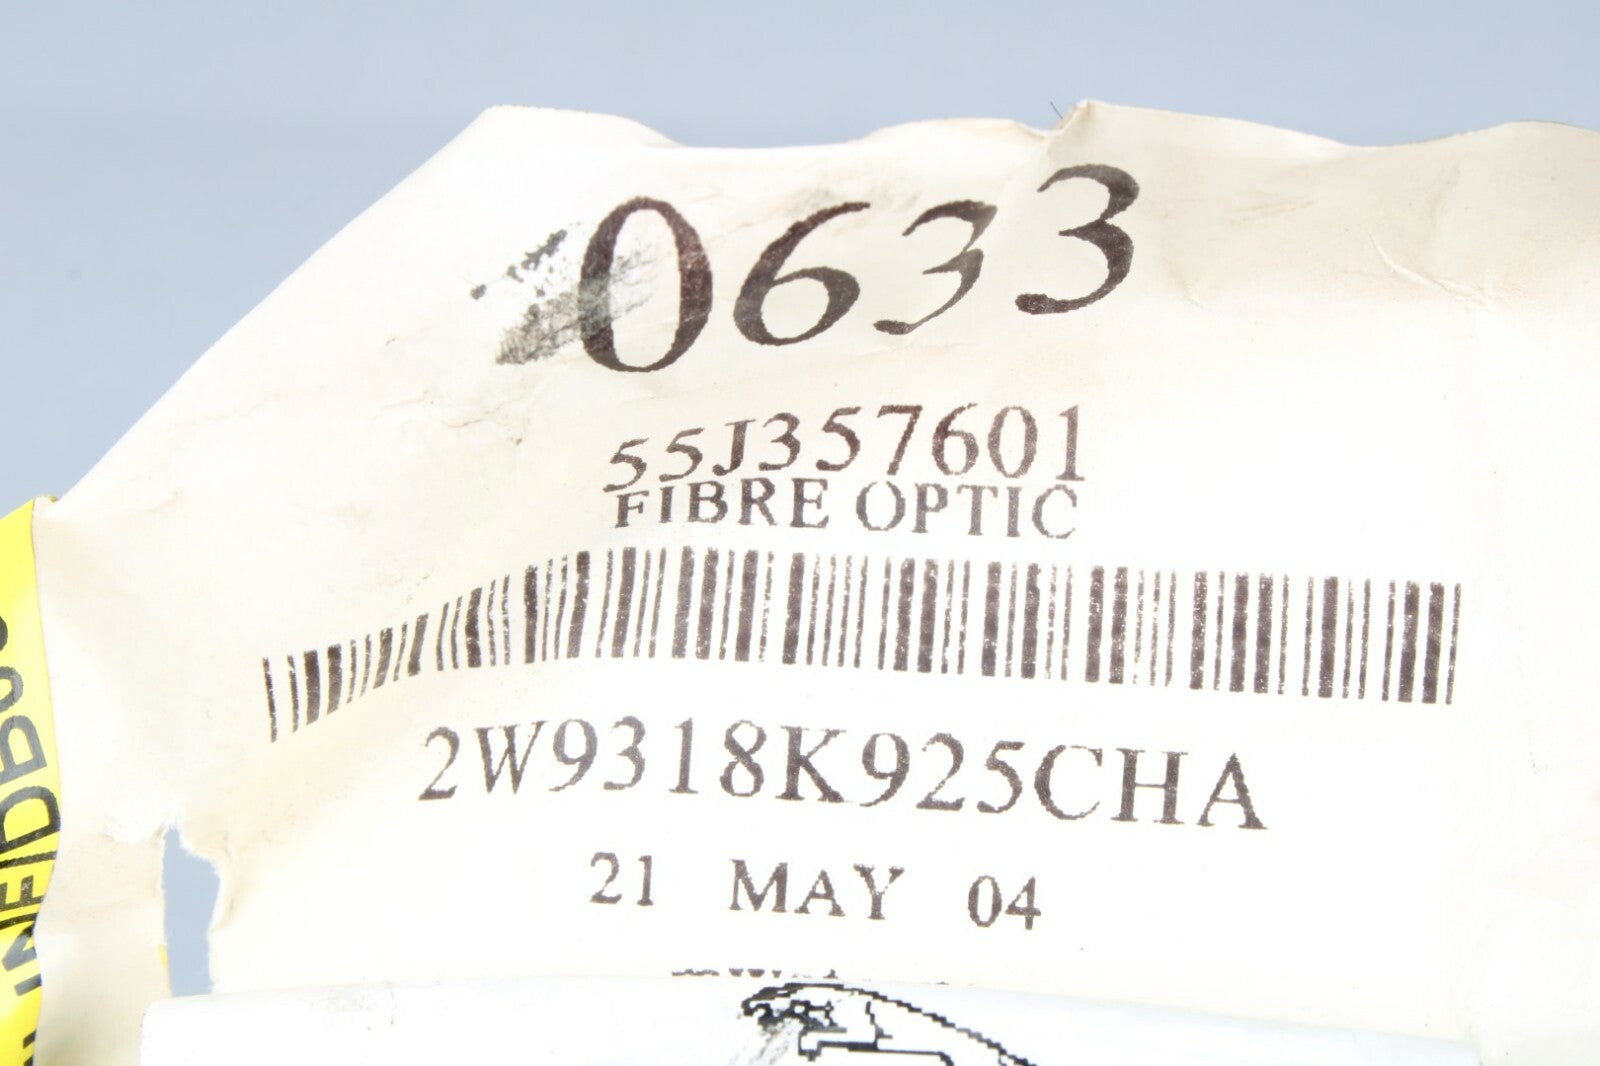 0633
55J357601
FIBRE OPTIC
2W9318K925CHA
21 MAY 04